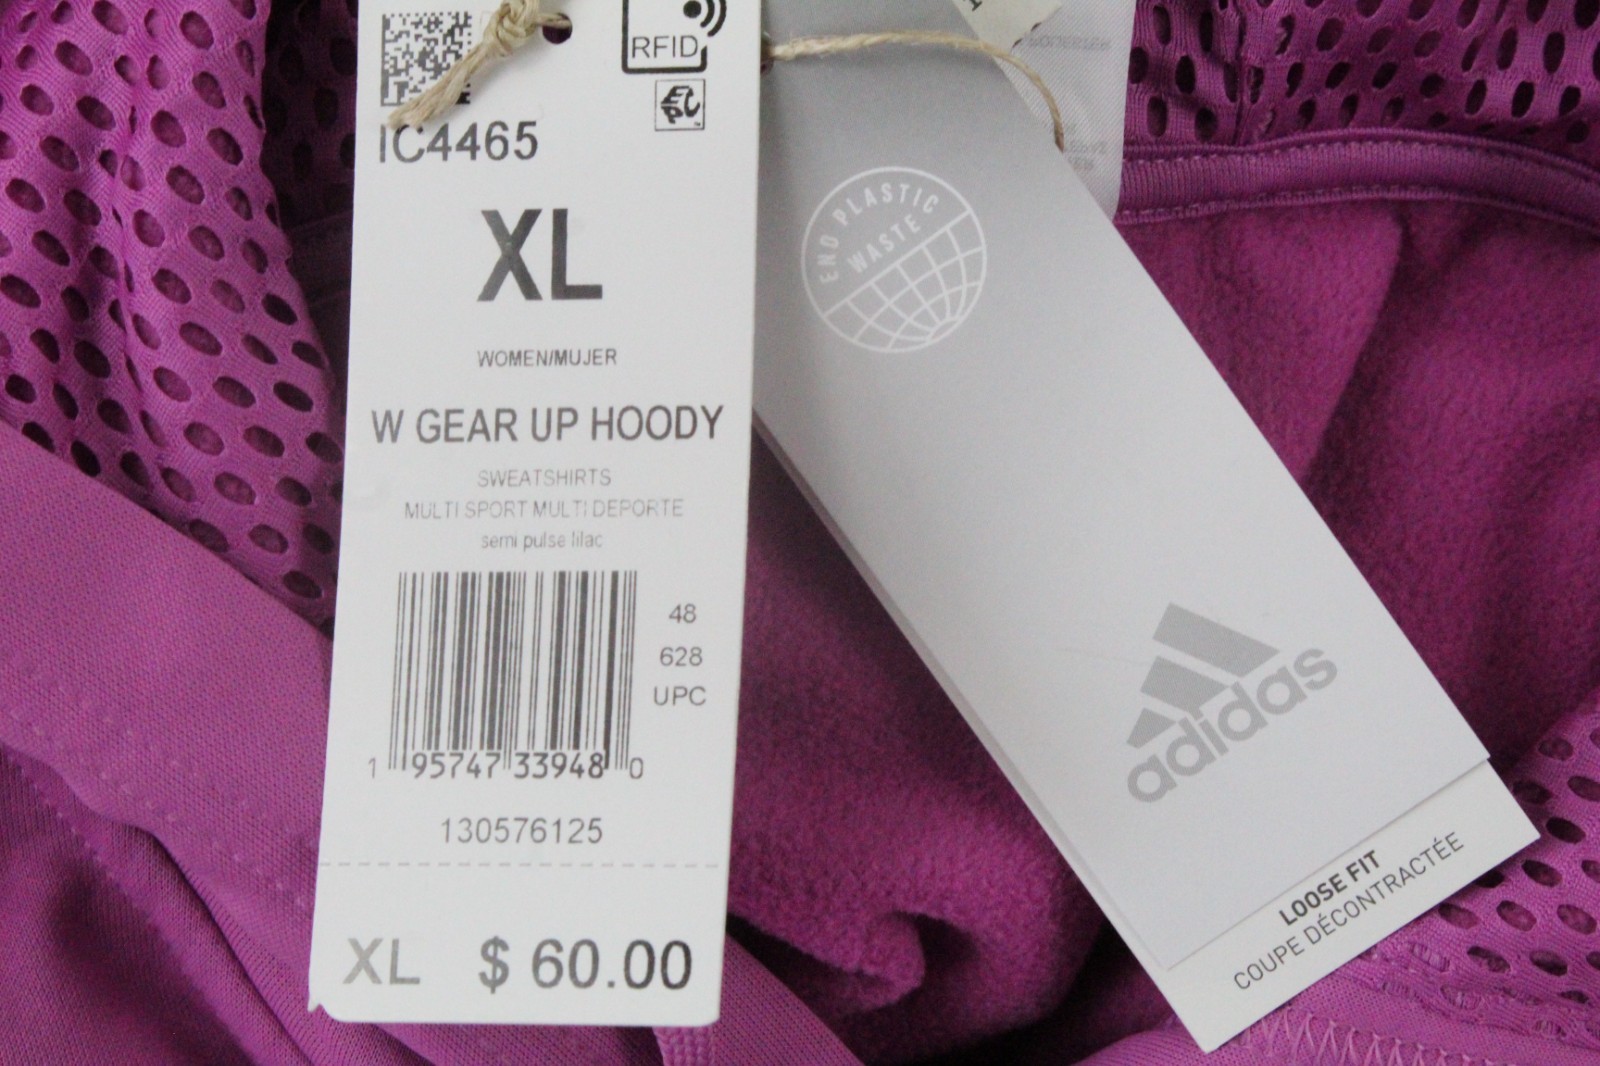 RFID
EPC
IC4465
XL
WOMEN/MUJER
W GEAR UP HOODY
SWEATSHIRTS
MULTI SPORT MULTI DEPORTE
semi pulse lilac
48
628
UPC
1 95747 33948 0
130576125
XL $ 60.00
END PLASTIC
WASTE
adidas
LOOSE FIT
COUPE DÉCONTRACTÉE